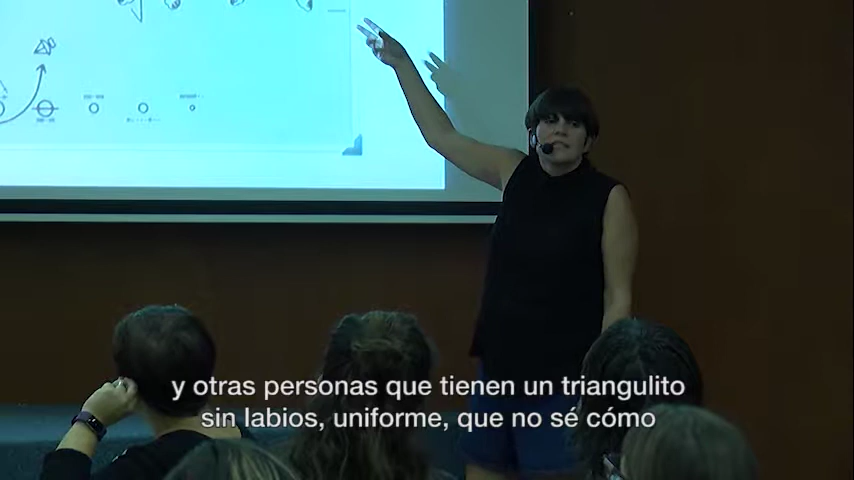 y otras personas que tienen un triangulito
sin labios, uniforme, que no sé cómo